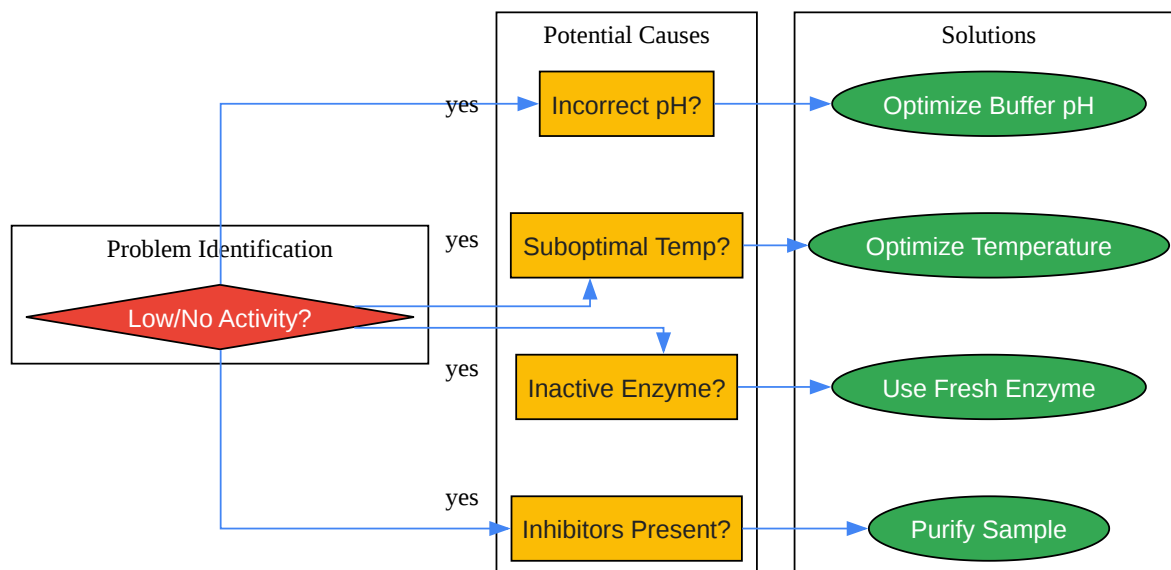 Potential Causes
Solutions
yes
Incorrect pH?
Optimize Buffer pH
Problem Identification
yes
Suboptimal Temp?
Optimize Temperature
Low/No Activity?
yes
Inactive Enzyme?
Use Fresh Enzyme
yes
Inhibitors Present?
Purify Sample